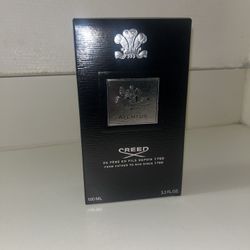 AVENTUS
CREED
DE PÈRE EN FILS DEPUIS 1760
FROM FATHER TO SON SINCE 1760
100 ML 3.3 FL.OZ